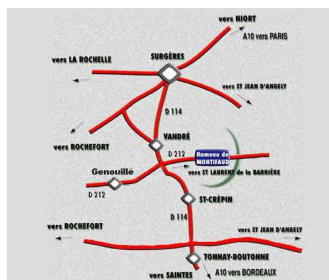 vers NIORT
A10 vers PARIS
SURGÈRES
vers LA ROCHELLE
vers ST JEAN D'ANGELY
D 114
vers ROCHEFORT
VANDRÉ
D 212
Hameau de
MONTIFAUD
vers ST LAURENT de la BARRIÈRE
Genouillé
D 212
ST-CRÉPIN
D 114
vers ROCHEFORT
vers ST JEAN D'ANGELY
TONNAY-BOUTONNE
A10 vers BORDEAUX
vers SAINTES